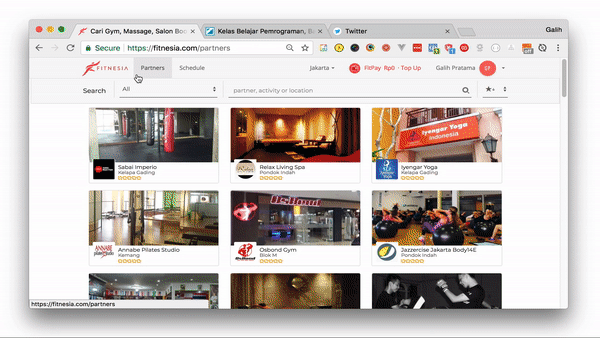 Cari Gym, Massage, Salon Boo
Kelas Belajar Pemrograman, Ba
Twitter
Galih
Secure
https://fitnesia.com/partners
FITNESIA
Partners
Schedule
Jakarta
FitPay Rp0 · Top Up
Galih Pratama
GP
Search
All
partner, activity or location
Sabai Imperio
Kelapa Gading
Relax Living Spa
Pondok Indah
Iyengar Yoga
Indonesia
Iyengar Yoga
Kelapa Gading
Annabe Pilates Studio
Kemang
Osbond
Osbond Gym
Blok M
Jazzercise Jakarta Body14E
Pondok Indah
https://fitnesia.com/partners